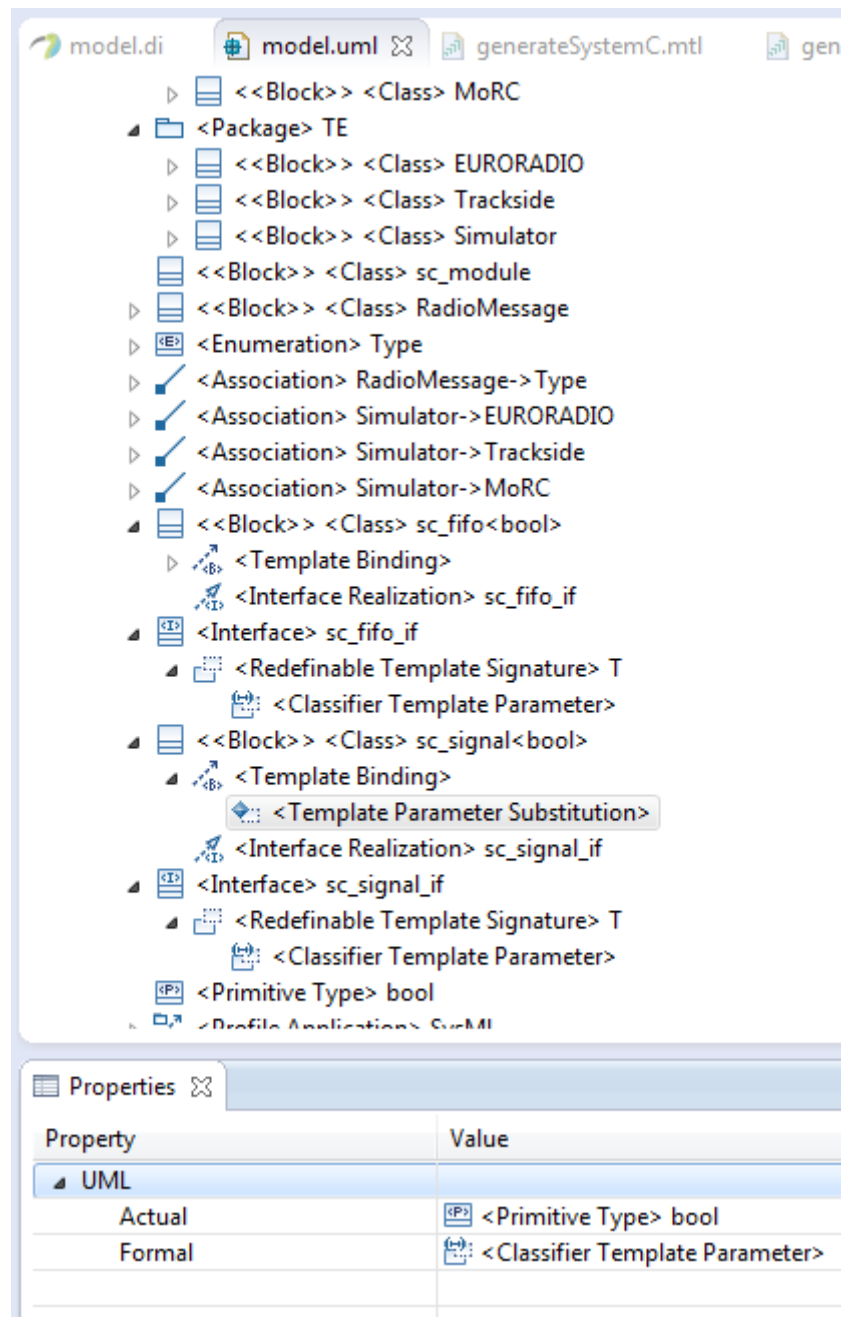 model.di model.uml generateSystemC.mtl gen
<<Block>> <Class> MoRC
<Package> TE
<<Block>> <Class> EURORADIO
<<Block>> <Class> Trackside
<<Block>> <Class> Simulator
<<Block>> <Class> sc_module
<<Block>> <Class> RadioMessage
<Enumeration> Type
<Association> RadioMessage->Type
<Association> Simulator->EURORADIO
<Association> Simulator->Trackside
<Association> Simulator->MoRC
<<Block>> <Class> sc_fifo<bool>
<Template Binding>
<Interface Realization> sc_fifo_if
<Interface> sc_fifo_if
<Redefinable Template Signature> T
<Classifier Template Parameter>
<<Block>> <Class> sc_signal<bool>
<Template Binding>
<Template Parameter Substitution>
<Interface Realization> sc_signal_if
<Interface> sc_signal_if
<Redefinable Template Signature> T
<Classifier Template Parameter>
<Primitive Type> bool
<Profile Application> SysML
Properties
Property Value
UML
Actual <Primitive Type> bool
Formal <Classifier Template Parameter>